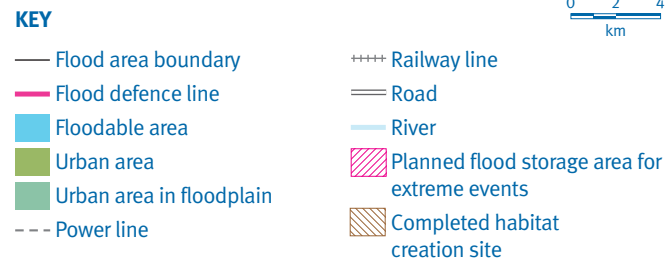 KEY
0 2 4
km
Flood area boundary
Flood defence line
Floodable area
Urban area
Urban area in floodplain
Power line
Railway line
Road
River
Planned flood storage area for
extreme events
Completed habitat
creation site